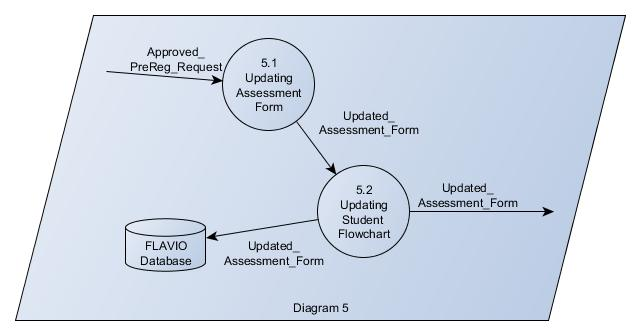 Approved_
PreReg_Request
5.1
Updating
Assessment
Form
Updated_
Assessment_Form
5.2
Updating
Student
Flowchart
Updated_
Assessment_Form
Updated_
Assessment_Form
FLAVIO
Database
Diagram 5